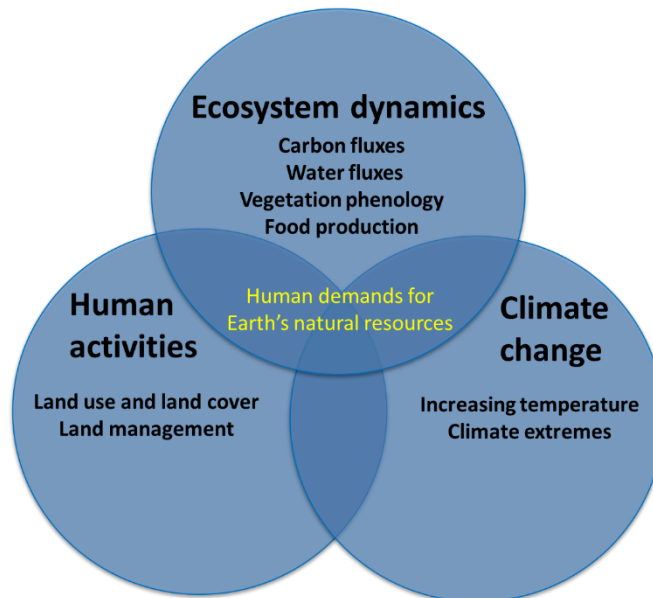 Ecosystem dynamics
Carbon fluxes
Water fluxes
Vegetation phenology
Food production
Human demands for
Earth's natural resources
Human
activities
Land use and land cover
Land management
Climate
change
Increasing temperature
Climate extremes